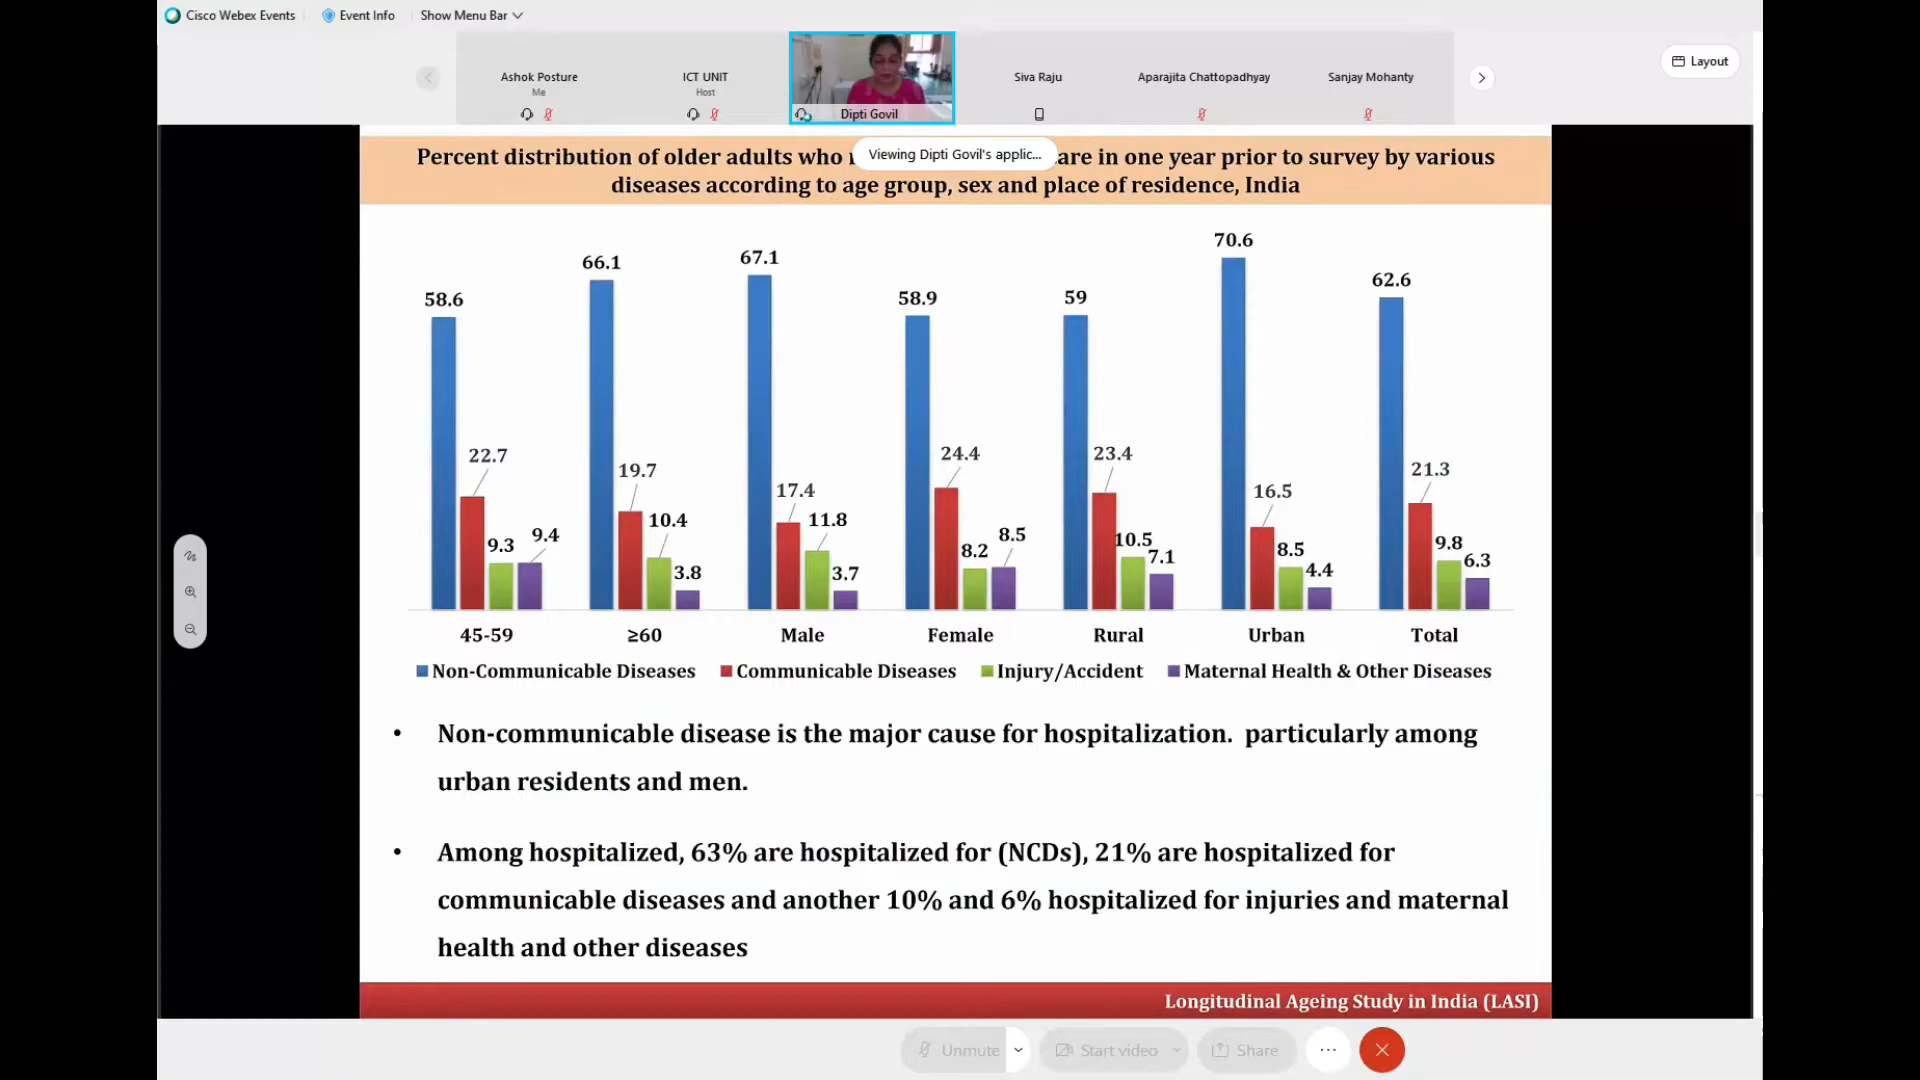 Cisco Webex Events
Event Info
Show Menu Bar
Ashok Posture
Me
ICT UNIT
Host
Dipti Govil
Siva Raju
Aparajita Chattopadhyay
Sanjay Mohanty
Layout
Viewing Dipti Govil's applic...
Percent distribution of older adults who are in one year prior to survey by various
diseases according to age group, sex and place of residence, India
58.6
22.7
9.3
9.4
66.1
19.7
10.4
3.8
67.1
17.4
11.8
3.7
58.9
24.4
8.2
8.5
59
23.4
10.5
7.1
70.6
16.5
8.5
4.4
62.6
21.3
9.8
6.3
45-59
≥60
Male
Female
Rural
Urban
Total
Non-Communicable Diseases
Communicable Diseases
Injury/Accident
Maternal Health & Other Diseases
• Non-communicable disease is the major cause for hospitalization. particularly among
urban residents and men.
• Among hospitalized, 63% are hospitalized for (NCDs), 21% are hospitalized for
communicable diseases and another 10% and 6% hospitalized for injuries and maternal
health and other diseases
Longitudinal Ageing Study in India (LASI)
Unmute
Start video
Share